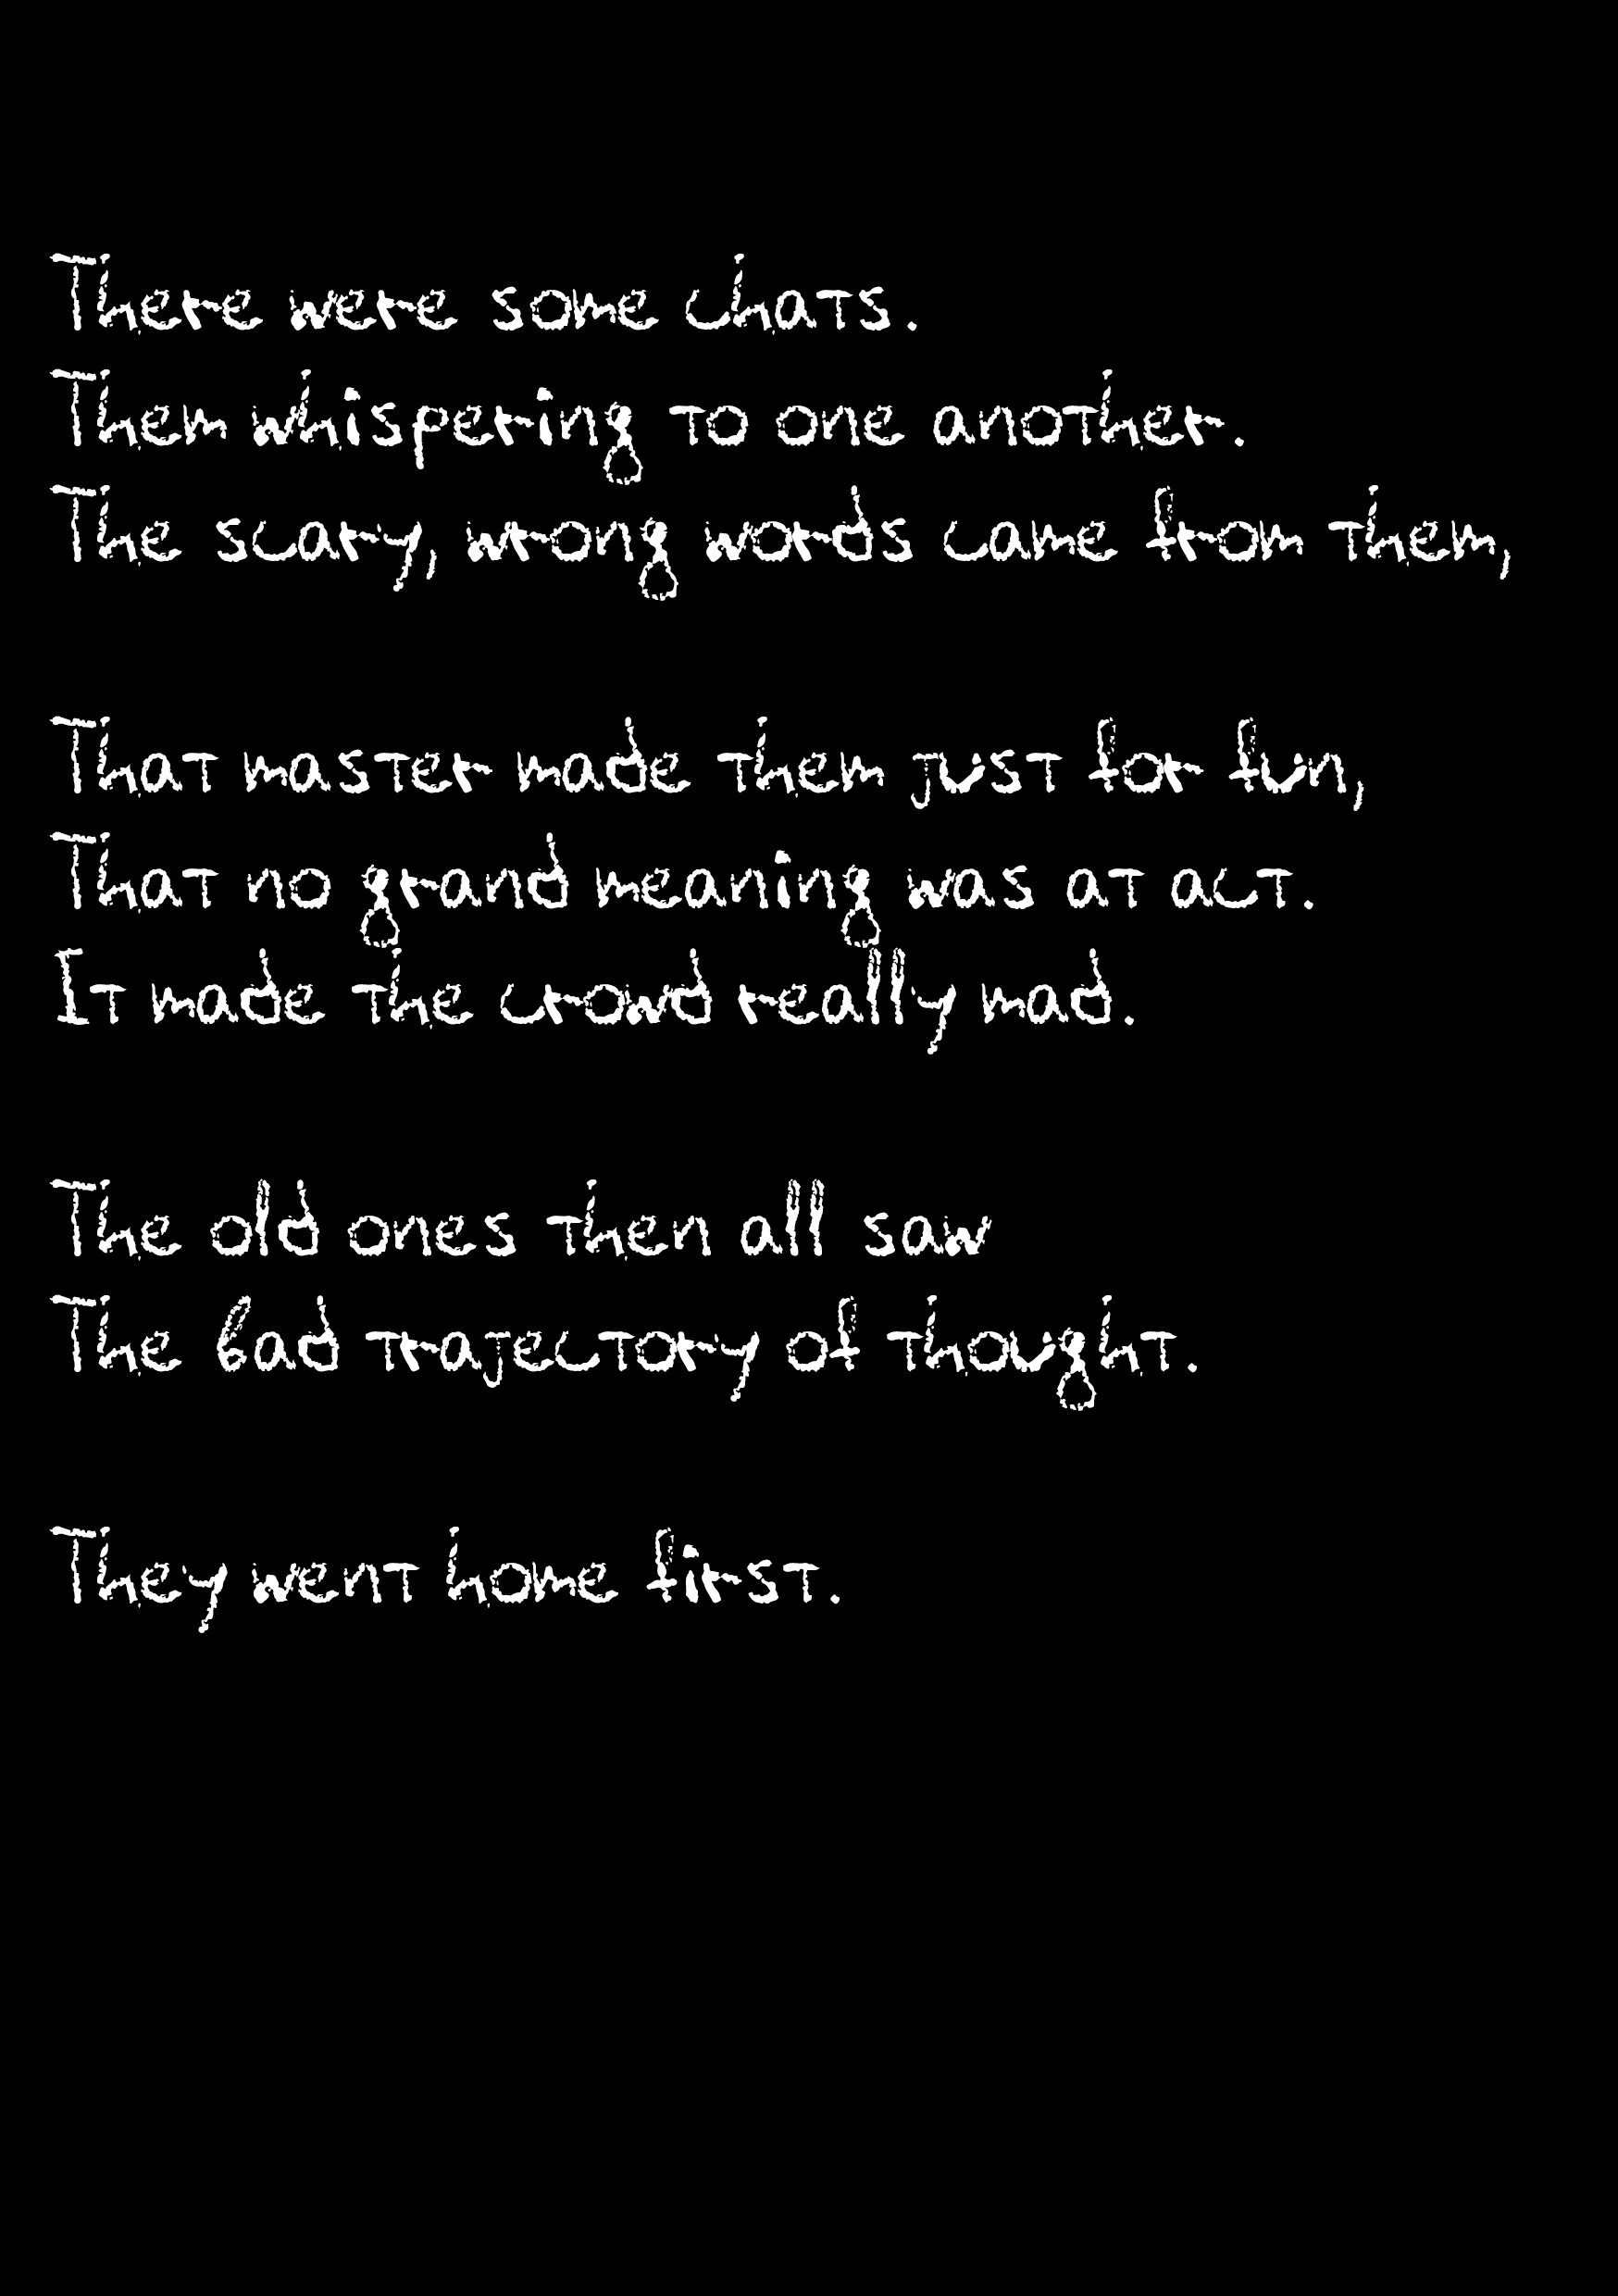 There were some chats.
Them whispering to one another.
The scary, wrong words came from them,
That master made them just for fun,
That no grand meaning was at act.
It made the crowd really mad.
The old ones then all saw
The bad trajectory of thought.
They went home first.